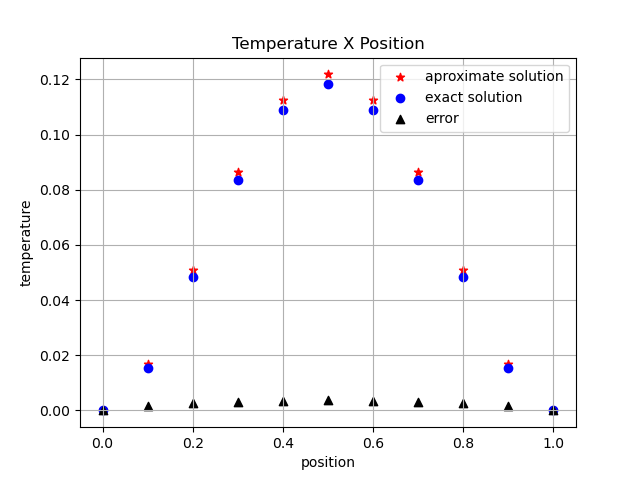 Temperature X Position
aproximate solution
exact solution
error
temperature
0.12
0.10
0.08
0.06
0.04
0.02
0.00
0.0
0.2
0.4
0.6
0.8
1.0
position